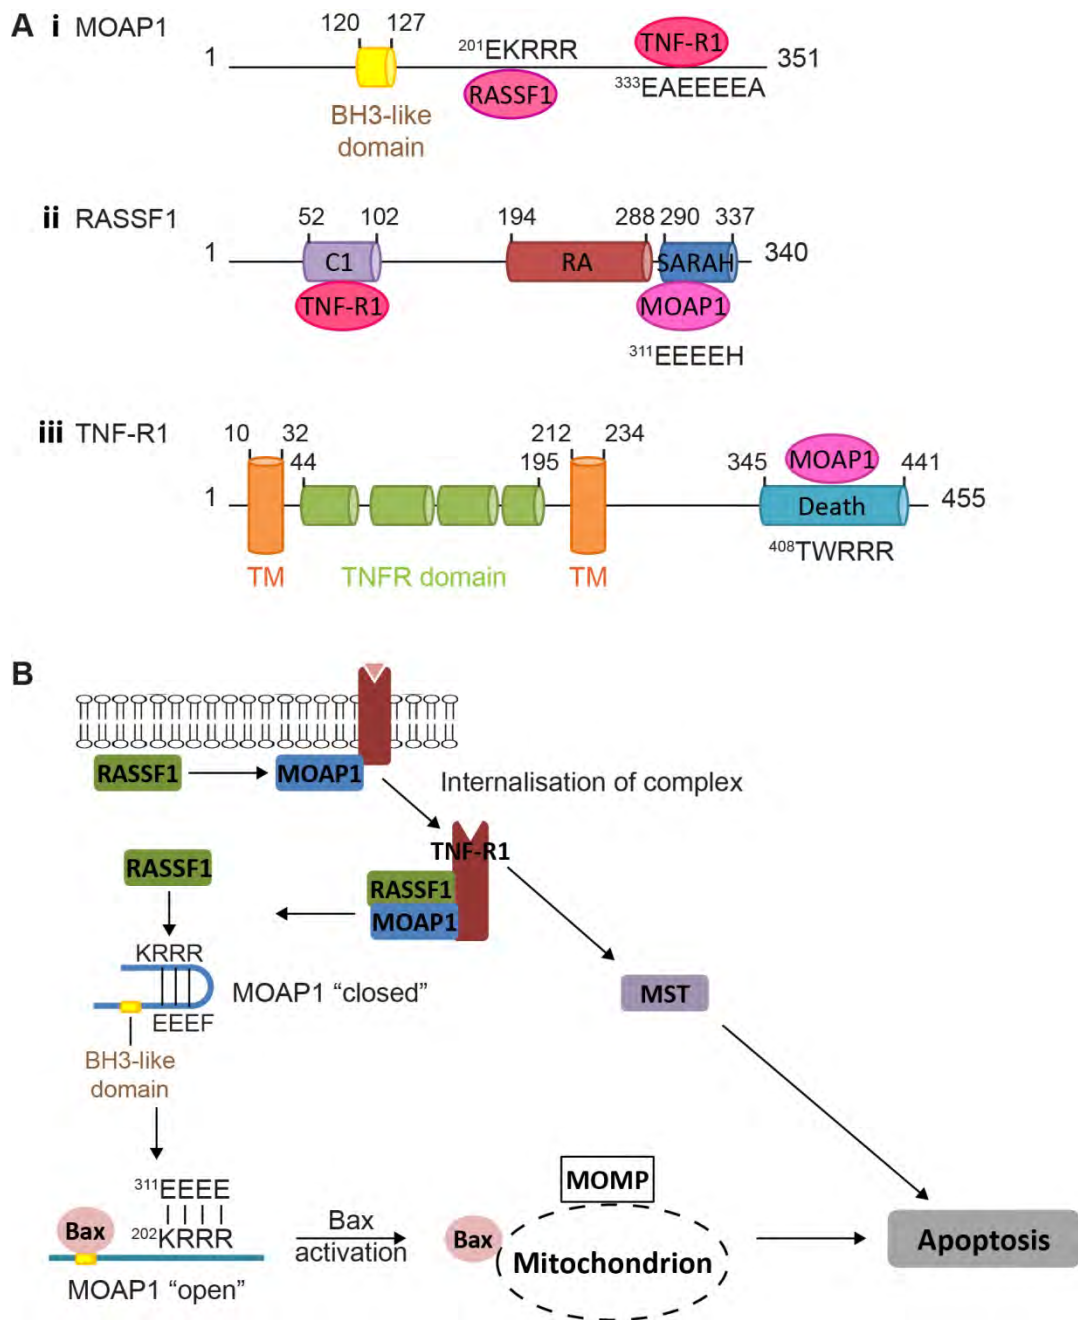 A i MOAP1
120 127
1
201EKRRR
TNF-R1
351
RASSF1
333EAEEEEA
BH3-like
domain
ii RASSF1
52 102 194 288 290 337
1
C1 RA SARAH
340
TNF-R1 MOAP1
311EEEEH
iii TNF-R1
10 32 212 234
44 195 345 MOAP1 441
1
Death
455
408TWRRR
TM TNFR domain TM
B
RASSF1 MOAP1
Internalisation of complex
TNF-R1
RASSF1
RASSF1
MOAP1
KRRR
MOAP1 “closed”
EEEF
MST
BH3-like
domain
311EEEE
202KRRR
Bax
MOAP1 “open”
Bax
activation
MOMP
Bax
Mitochondrion
Apoptosis